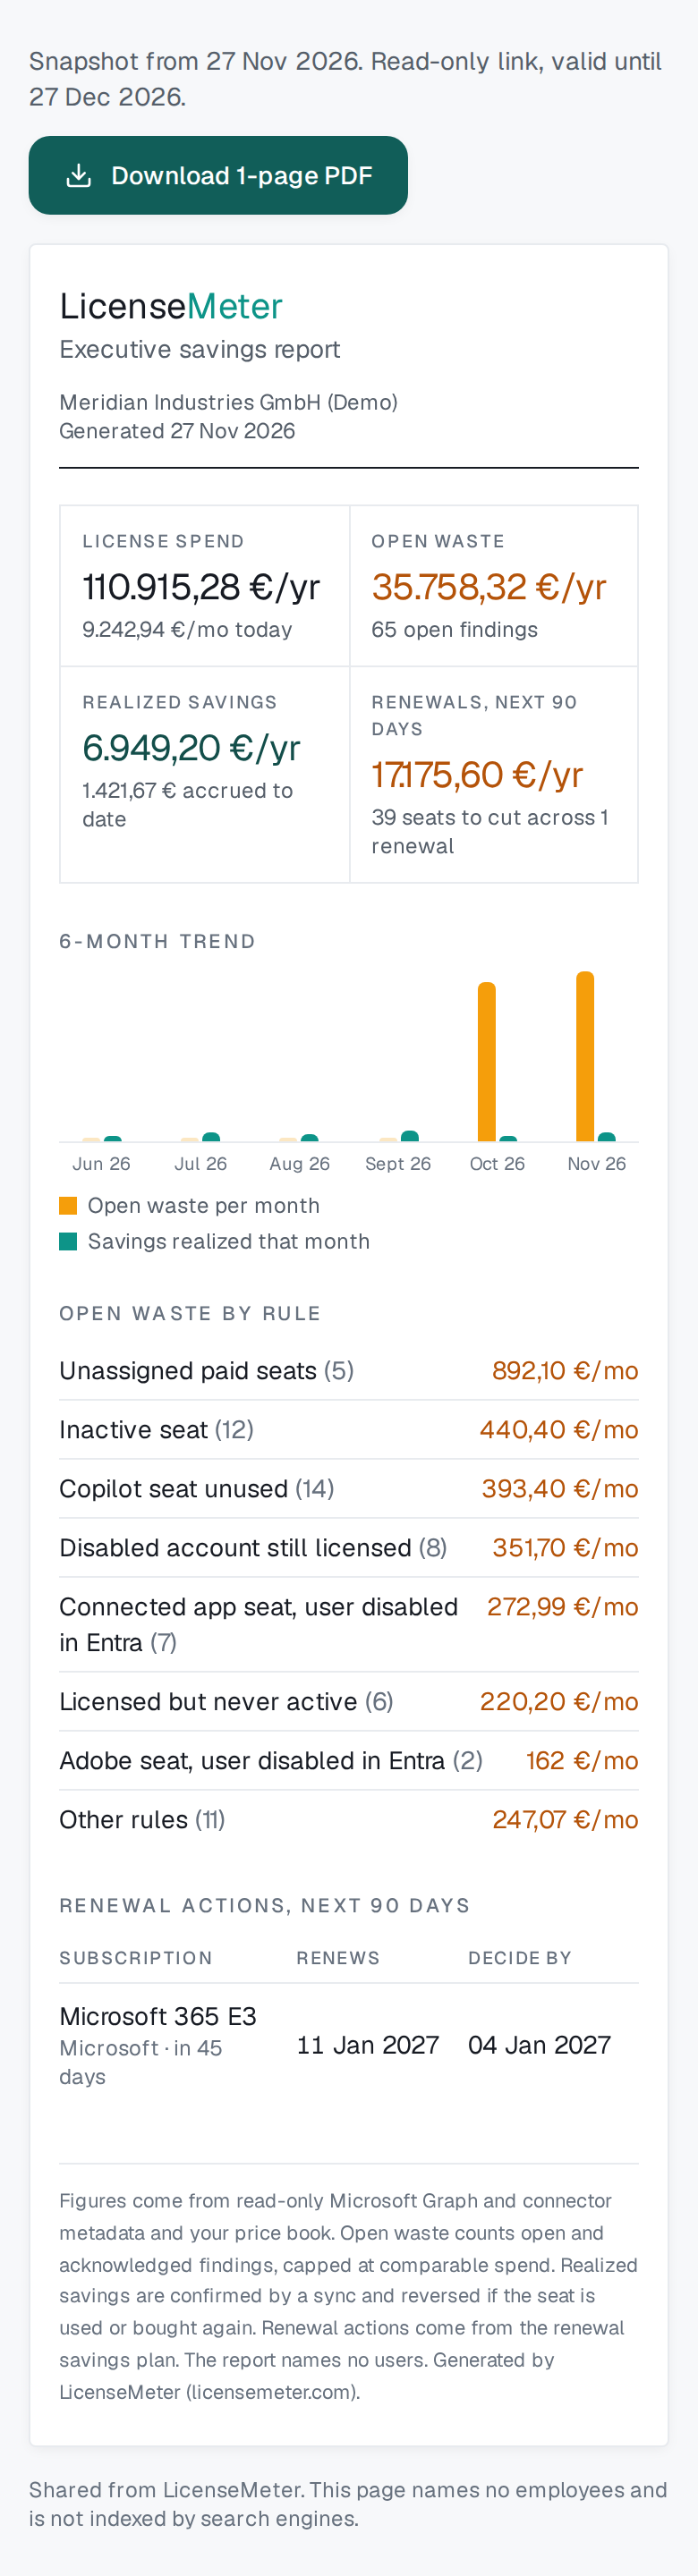 Snapshot from 27 Nov 2026. Read-only link, valid until
27 Dec 2026.
Download 1-page PDF
LicenseMeter
Executive savings report
Meridian Industries GmbH (Demo)
Generated 27 Nov 2026
LICENSE SPEND
110.915,28 €/yr
9.242,94 €/mo today
OPEN WASTE
35.758,32 €/yr
65 open findings
REALIZED SAVINGS
6.949,20 €/yr
1.421,67 € accrued to
date
RENEWALS, NEXT 90
DAYS
17.175,60 €/yr
39 seats to cut across 1
renewal
6-MONTH TREND
Jun 26 Jul 26 Aug 26 Sept 26 Oct 26 Nov 26
Open waste per month
Savings realized that month
OPEN WASTE BY RULE
Unassigned paid seats (5) 892,10 €/mo
Inactive seat (12) 440,40 €/mo
Copilot seat unused (14) 393,40 €/mo
Disabled account still licensed (8) 351,70 €/mo
Connected app seat, user disabled 272,99 €/mo
in Entra (7)
Licensed but never active (6) 220,20 €/mo
Adobe seat, user disabled in Entra (2) 162 €/mo
Other rules (11) 247,07 €/mo
RENEWAL ACTIONS, NEXT 90 DAYS
SUBSCRIPTION RENEWS DECIDE BY
Microsoft 365 E3
Microsoft · in 45
days
11 Jan 2027 04 Jan 2027
Figures come from read-only Microsoft Graph and connector
metadata and your price book. Open waste counts open and
acknowledged findings, capped at comparable spend. Realized
savings are confirmed by a sync and reversed if the seat is
used or bought again. Renewal actions come from the renewal
savings plan. The report names no users. Generated by
LicenseMeter (licensemeter.com).
Shared from LicenseMeter. This page names no employees and
is not indexed by search engines.